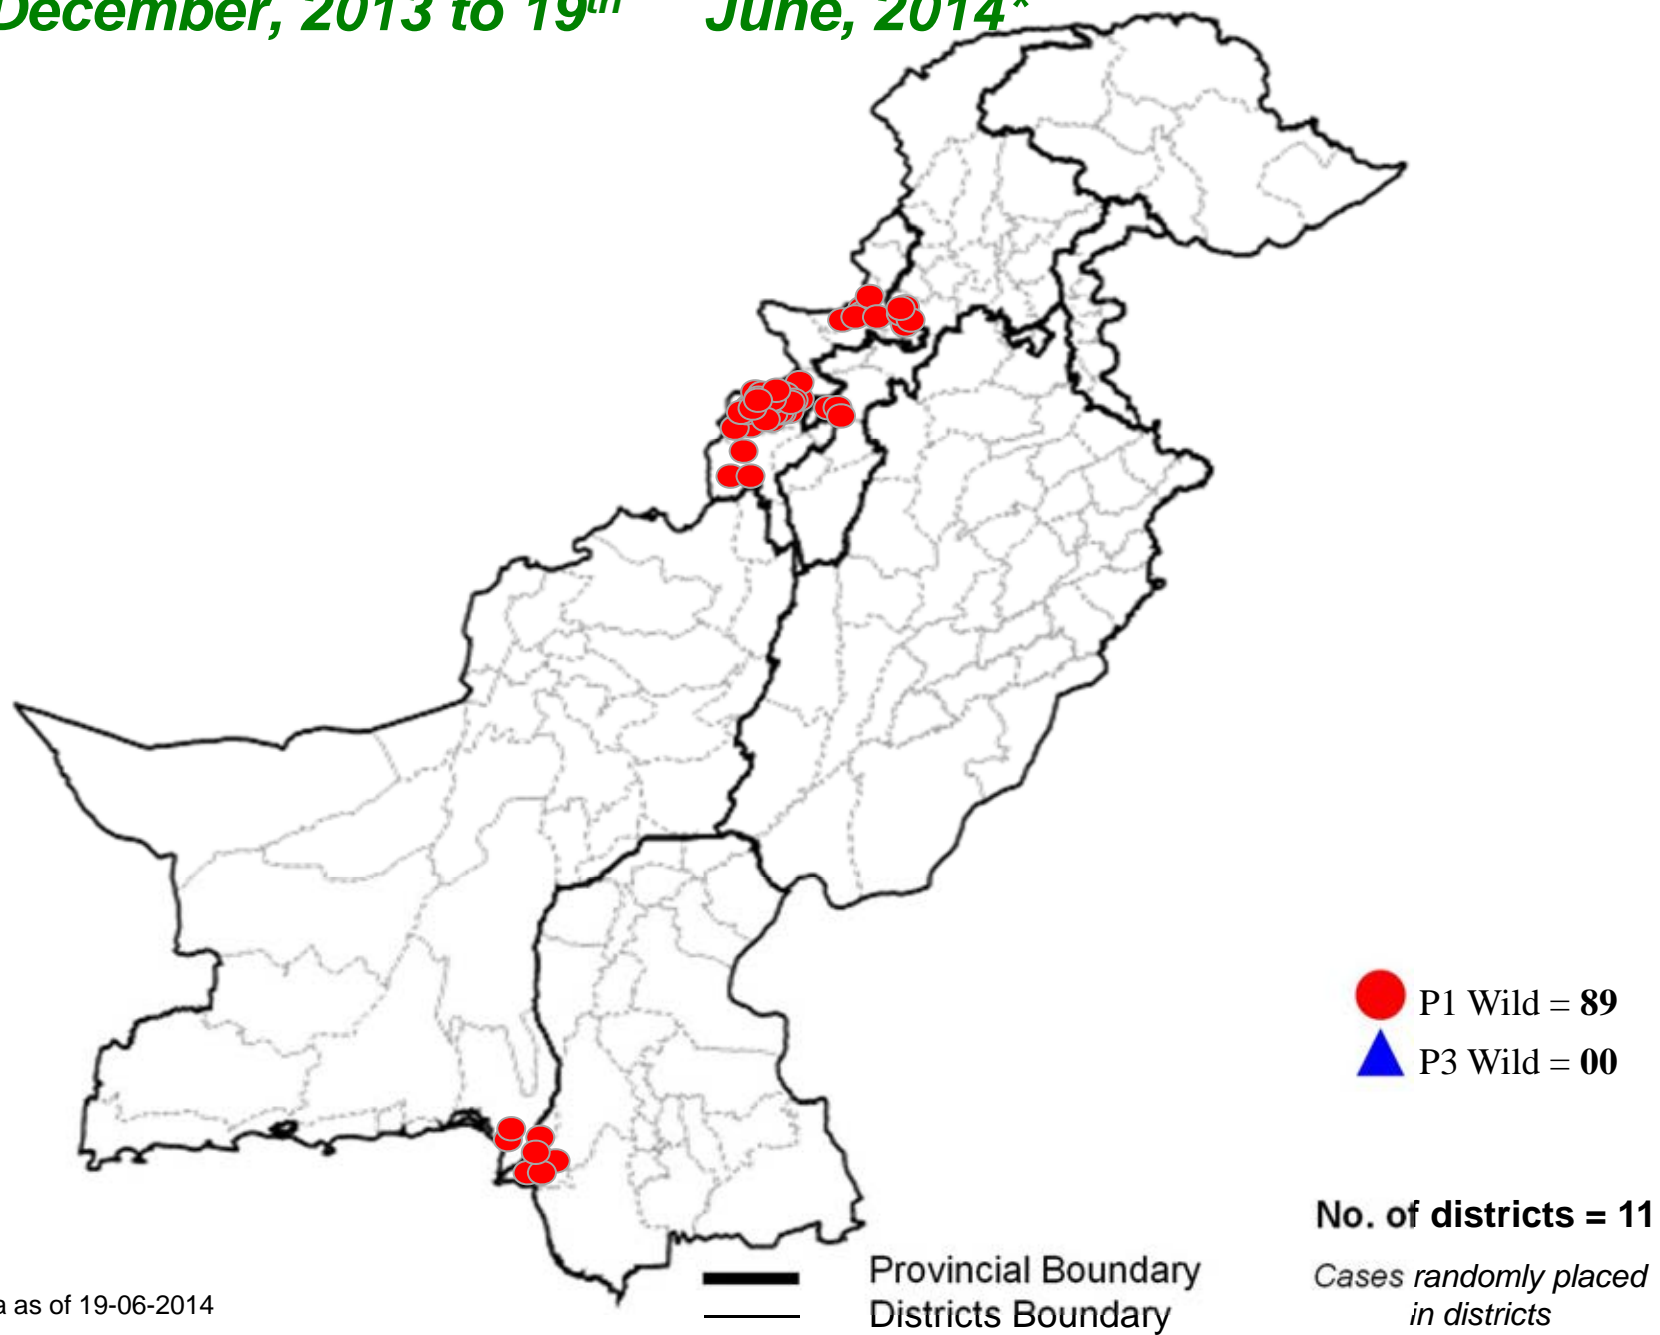 December, 2013 to 19th June, 2014*
P1 Wild = 89
P3 Wild = 00
No. of districts = 11
Cases randomly placed
in districts
Provincial Boundary
Districts Boundary
a as of 19-06-2014